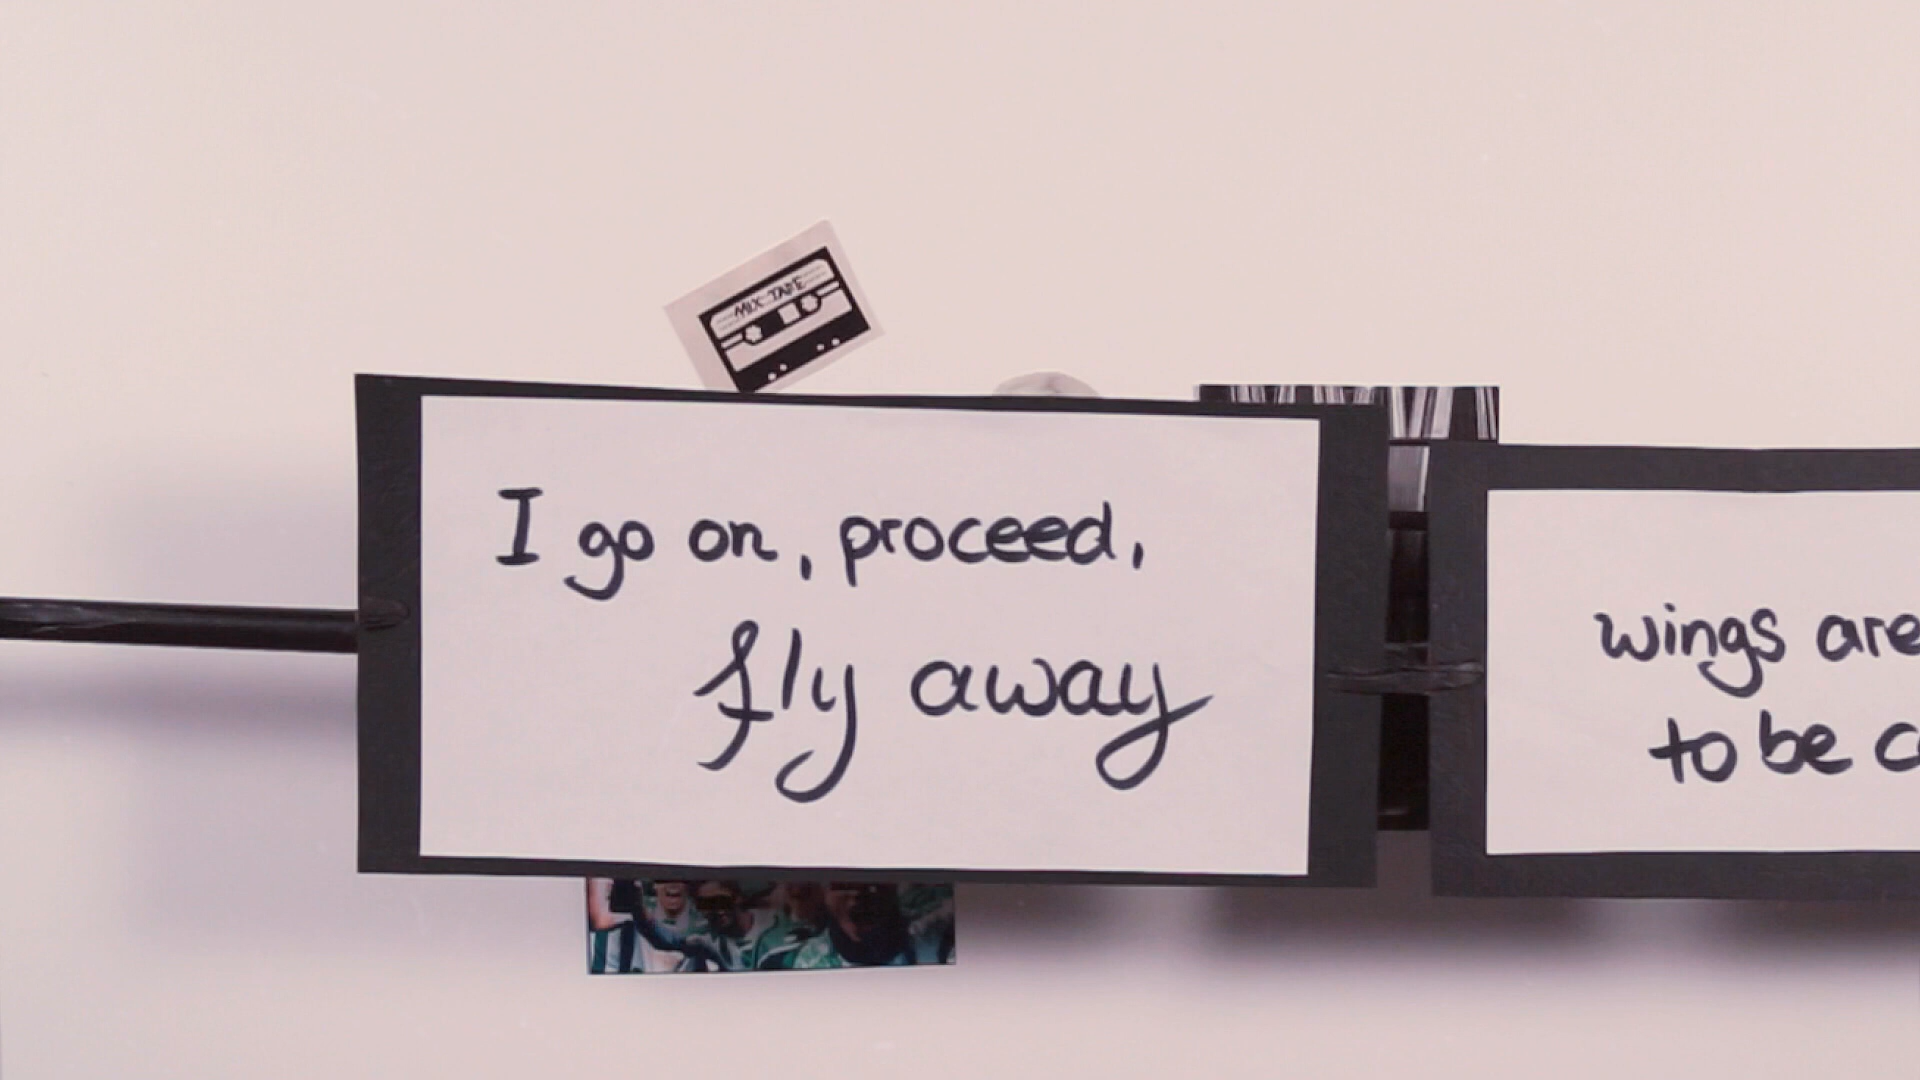 MIX TAPE
I go on, proceed,
fly away
wings are
to be